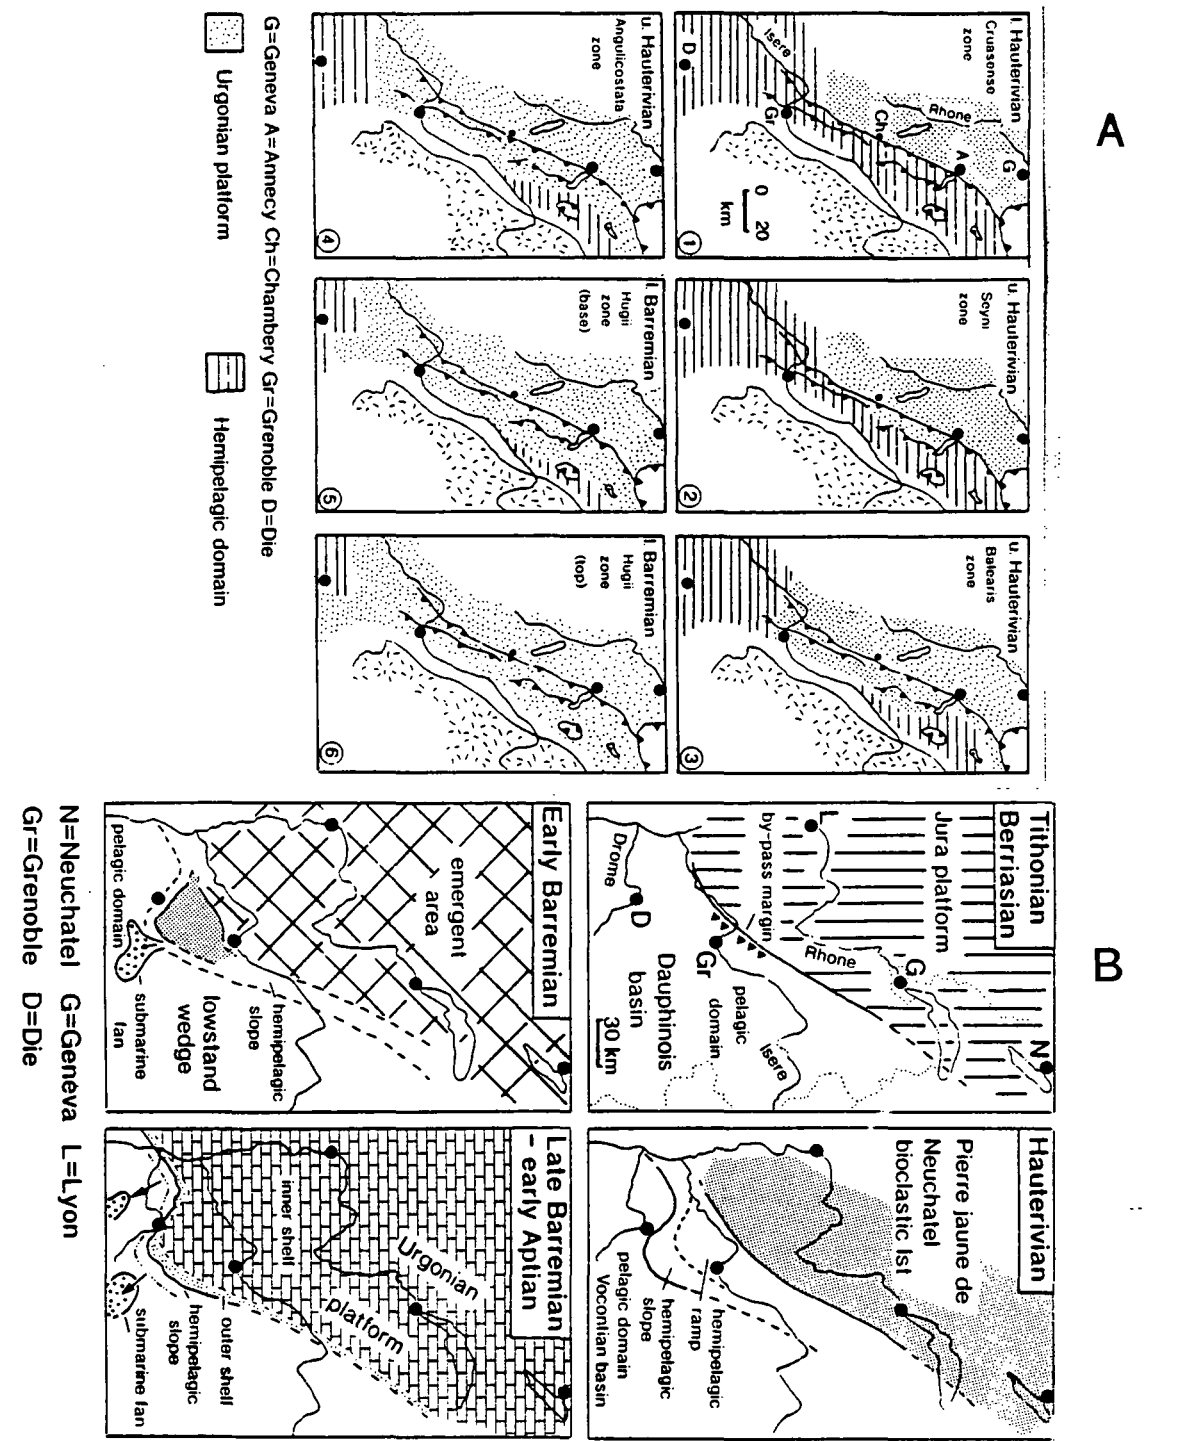 A
l. Hauterivian
Cruasense
zone
Isere
Rhone
G
A
Ch
Gr
D
0 20
km
1
u. Hauterivian
Sayni
zone
2
u. Hauterivian
Balearis
zone
3
u. Hauterivian
Angulicostata
zone
4
l. Barremian
Hugii
zone
(base)
5
l. Barremian
Hugii
zone
(top)
6
G=Geneva A=Annecy Ch=Chambery Gr=Grenoble D=Die
Urgonian platform
Hemipelagic domain
B
Tithonian
Berriasian
Jura platform
N
L
G
Rhone
by-pass margin
Drome
D
Gr
pelagic
domain
Isere
Dauphinois
basin
30 km
Hauterivian
Pierre jaune de
Neuchatel
bioclastic lst
hemipelagic
ramp
hemipelagic
slope
pelagic domain
Vocontian basin
Early Barremian
emergent
area
hemipelagic
slope
lowstand
wedge
pelagic domain
submarine
fan
Late Barremian
- early Aptian
Urgonian
platform
inner shelf
outer shelf
hemipelagic
slope
submarine fan
N=Neuchatel G=Geneva L=Lyon
Gr=Grenoble D=Die